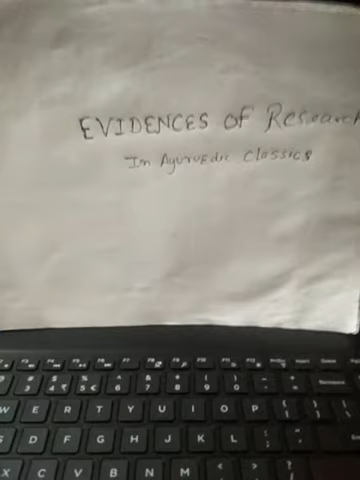 EVIDENCES OF Research
In Ayurvedic Classics
W E R T Y U I O P
S D F G H J K L
X C V B N M